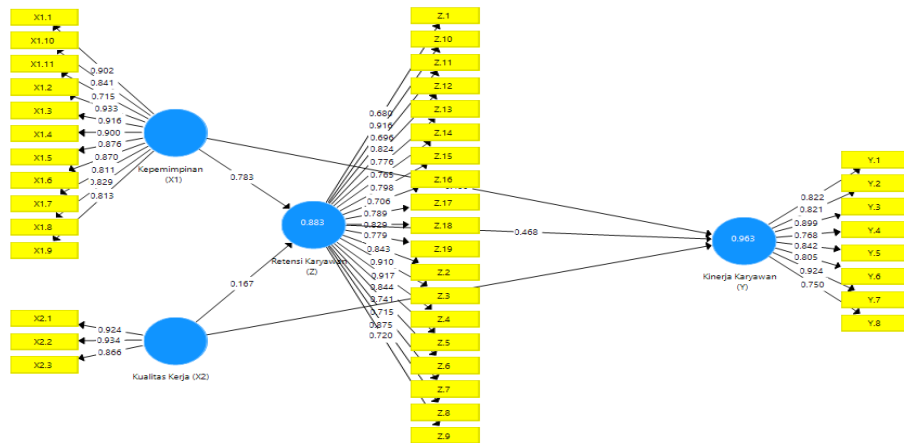 X1.1
X1.10
X1.11
X1.2
X1.3
X1.4
X1.5
X1.6
X1.7
X1.8
X1.9
0.902
0.841
0.715
0.933
0.916
0.900
0.876
0.870
0.811
0.829
0.813
Kepemimpinan
(X1)
0.783
X2.1
X2.2
X2.3
0.924
0.934
0.866
Kualitas Kerja (X2)
0.167
0.883
Retensi Karyawan
(Z)
0.680
0.916
0.696
0.824
0.776
0.765
0.798
0.706
0.789
0.829
0.779
0.843
0.910
0.917
0.844
0.741
0.715
0.875
0.720
Z.1
Z.10
Z.11
Z.12
Z.13
Z.14
Z.15
Z.16
Z.17
Z.18
Z.19
Z.2
Z.3
Z.4
Z.5
Z.6
Z.7
Z.8
Z.9
0.468
0.963
Kinerja Karyawan
(Y)
0.822
0.821
0.899
0.768
0.842
0.805
0.924
0.750
Y.1
Y.2
Y.3
Y.4
Y.5
Y.6
Y.7
Y.8